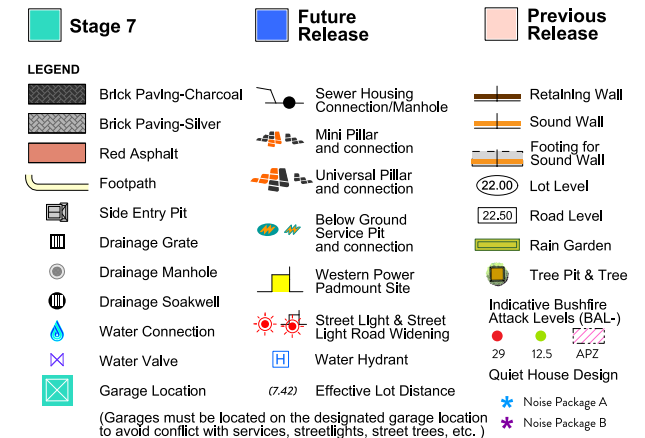 Stage 7
Future
Release
Previous
Release
LEGEND
Brick Paving-Charcoal
Brick Paving-Silver
Red Asphalt
Footpath
Side Entry Pit
Drainage Grate
Drainage Manhole
Drainage Soakwell
Water Connection
Water Valve
Garage Location
Sewer Housing
Connection/Manhole
Mini Pillar
and connection
Universal Pillar
and connection
Below Ground
Service Pit
and connection
Western Power
Padmount Site
Street Light & Street
Light Road Widening
H Water Hydrant
(7.42) Effective Lot Distance
(Garages must be located on the designated garage location
to avoid conflict with services, streetlights, street trees, etc. )
Retaining Wall
Sound Wall
Footing for
Sound Wall
22.00 Lot Level
22.50 Road Level
Rain Garden
Tree Pit & Tree
Indicative Bushfire
Attack Levels (BAL-)
29 12.5 APZ
Quiet House Design
Noise Package A
Noise Package B